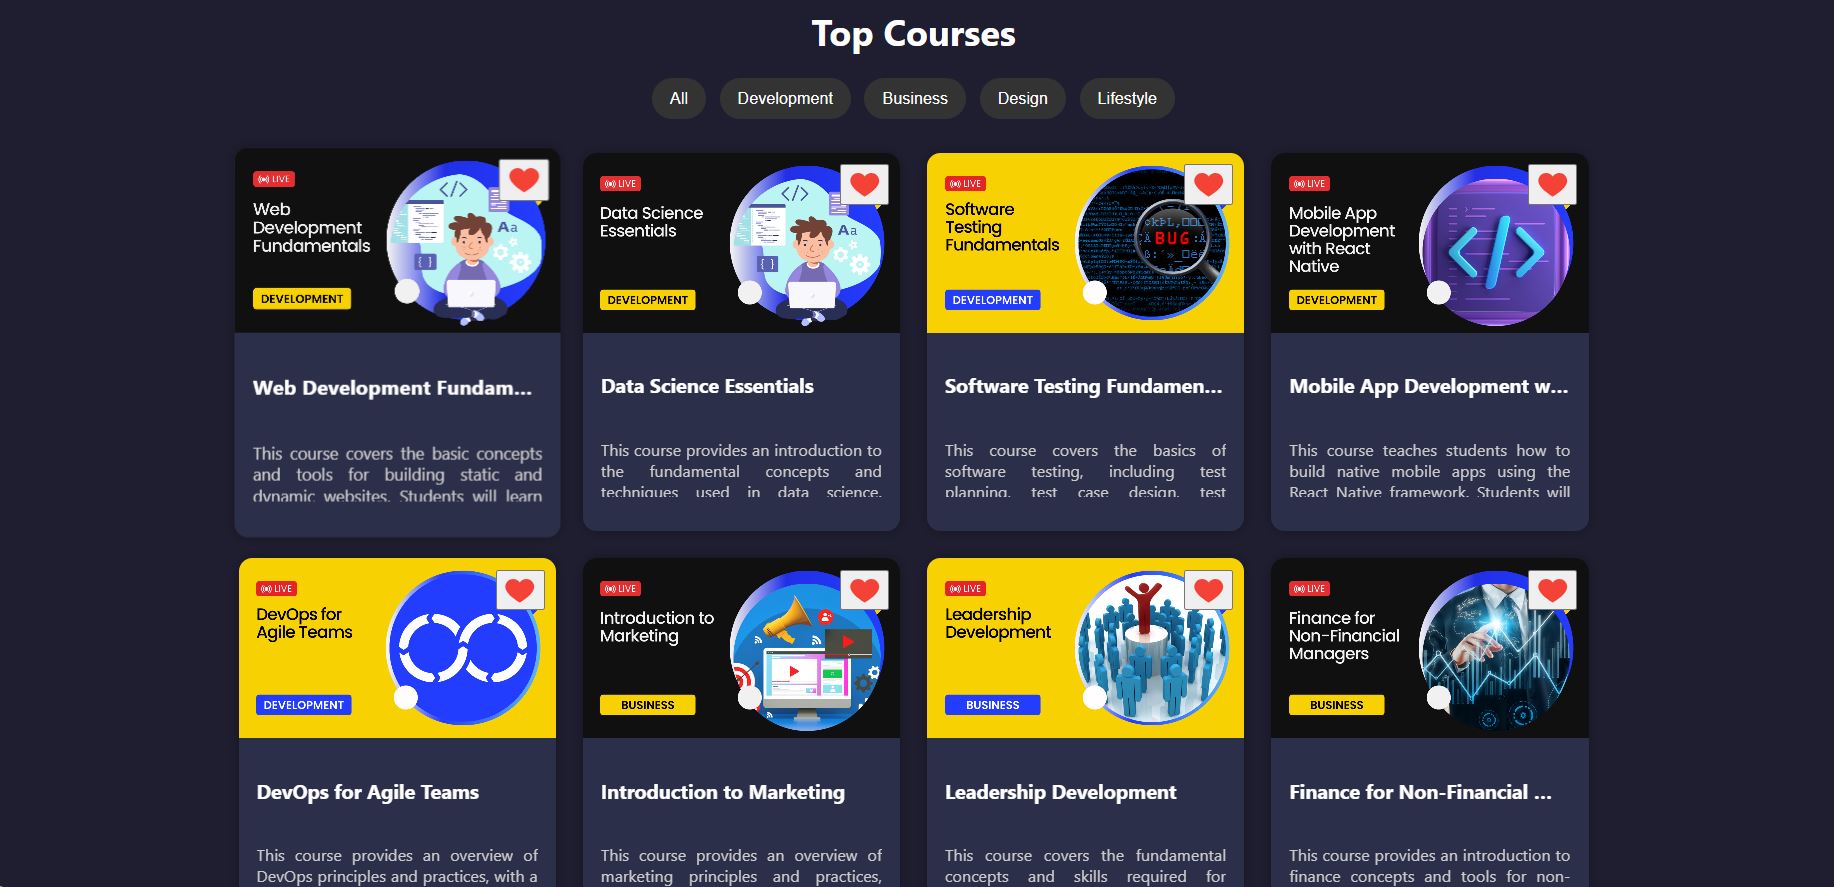 Top Courses
All
Development
Business
Design
Lifestyle
LIVE
Web
Development
Fundamentals
DEVELOPMENT
</>
Aa
{ }
Web Development Fundam...
This course covers the basic concepts
and tools for building static and
dynamic websites. Students will learn
LIVE
Data Science
Essentials
DEVELOPMENT
</>
Aa
{ }
Data Science Essentials
This course provides an introduction to
the fundamental concepts and
techniques used in data science,
LIVE
Software
Testing
Fundamentals
DEVELOPMENT
BUG
Software Testing Fundamen...
This course covers the basics of
software testing, including test
planning, test case design, test
LIVE
Mobile App
Development
with React
Native
DEVELOPMENT
</>
Mobile App Development w...
This course teaches students how to
build native mobile apps using the
React Native framework. Students will
LIVE
DevOps for
Agile Teams
DEVELOPMENT
DevOps for Agile Teams
This course provides an overview of
DevOps principles and practices, with a
LIVE
Introduction to
Marketing
BUSINESS
Introduction to Marketing
This course provides an overview of
marketing principles and practices,
LIVE
Leadership
Development
BUSINESS
Leadership Development
This course covers the fundamental
concepts and skills required for
LIVE
Finance for
Non-Financial
Managers
BUSINESS
Finance for Non-Financial ...
This course provides an introduction to
finance concepts and tools for non-